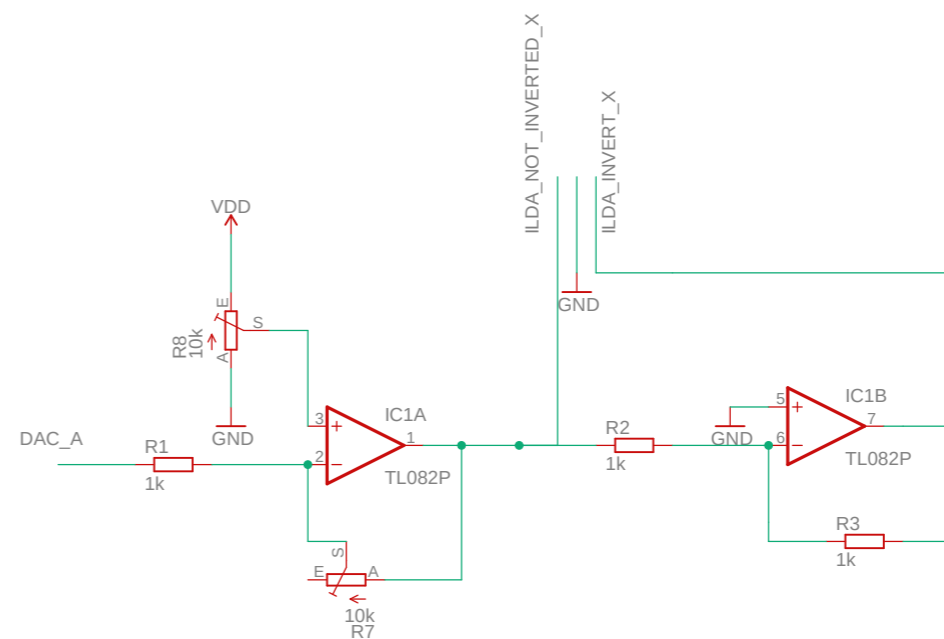 ILDA_NOT_INVERTED_X
ILDA_INVERT_X
VDD
GND
E
S
A
R8
10k
GND
DAC_A
R1
1k
3
+
2
−
1
IC1A
TL082P
S
E
A
10k
R7
R2
1k
GND
5
+
6
−
7
IC1B
TL082P
R3
1k